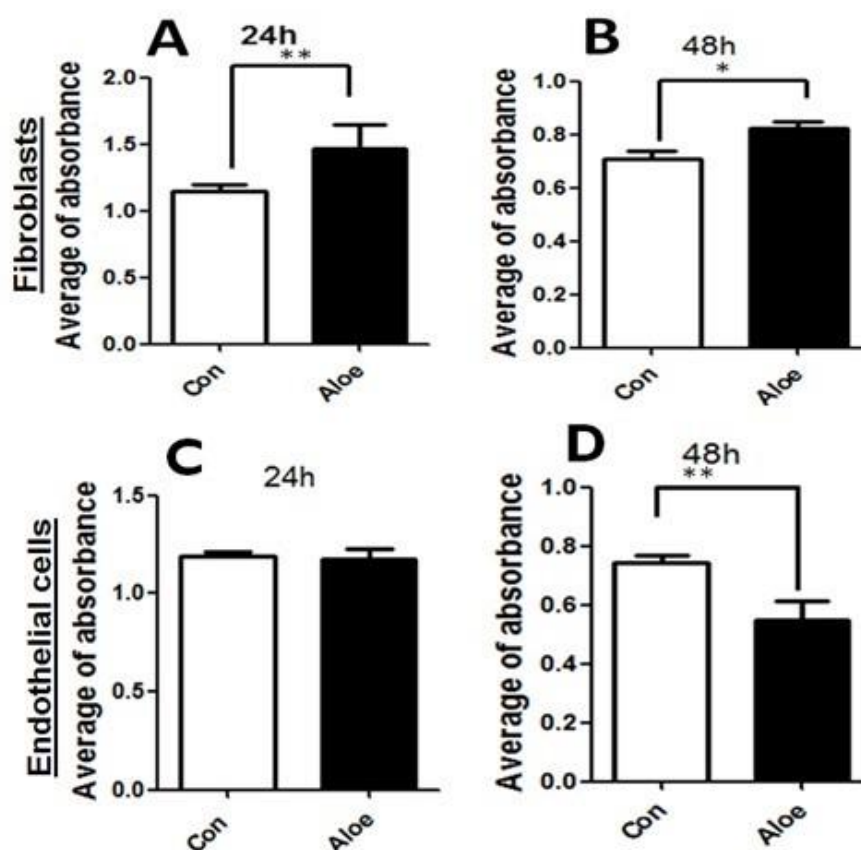 A
24h
**
Fibroblasts
Average of absorbance
2.0
1.5
1.0
0.5
0.0
Con
Aloe
B
48h
*
Average of absorbance
1.0
0.8
0.6
0.4
0.2
0.0
Con
Aloe
C
24h
Endothelial cells
Average of absorbance
1.5
1.0
0.5
0.0
Con
Aloe
D
48h
**
Average of absorbance
1.0
0.8
0.6
0.4
0.2
0.0
Con
Aloe